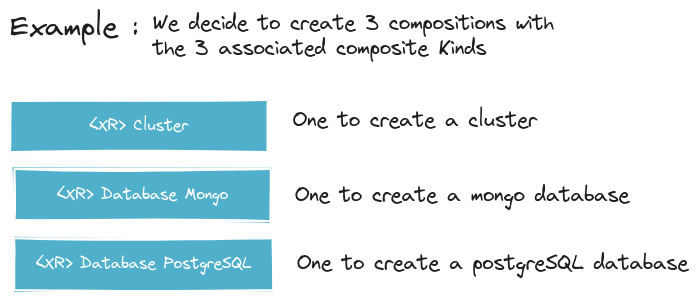 Example : We decide to create 3 compositions with
the 3 associated composite Kinds
<XR> Cluster One to create a cluster
<XR> Database Mongo One to create a mongo database
<XR> Database PostgreSQL One to create a postgreSQL database